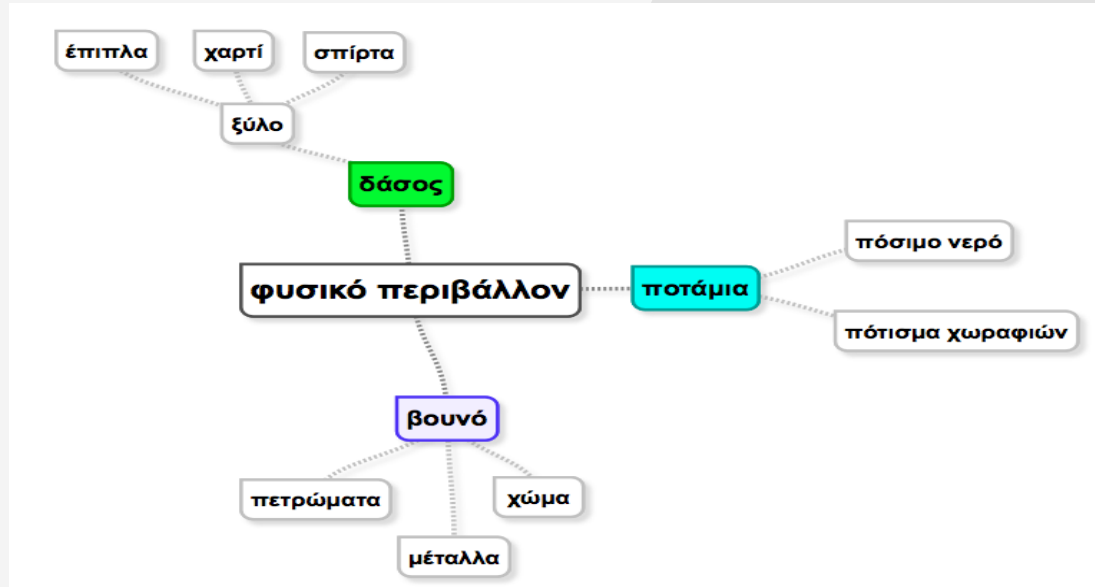 έπιπλα
χαρτί
σπίρτα
ξύλο
δάσος
φυσικό περιβάλλον
ποτάμια
πόσιμο νερό
πότισμα χωραφιών
βουνό
πετρώματα
μέταλλα
χώμα